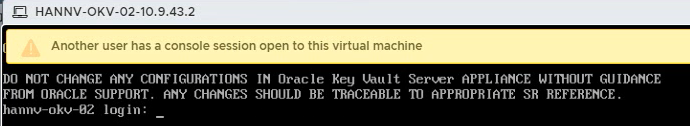 HANNV-OKV-02-10.9.43.2
Another user has a console session open to this virtual machine
DO NOT CHANGE ANY CONFIGURATIONS IN Oracle Key Vault Server APPLIANCE WITHOUT GUIDANCE
FROM ORACLE SUPPORT. ANY CHANGES SHOULD BE TRACEABLE TO APPROPRIATE SR REFERENCE.
hannv-okv-02 login: _